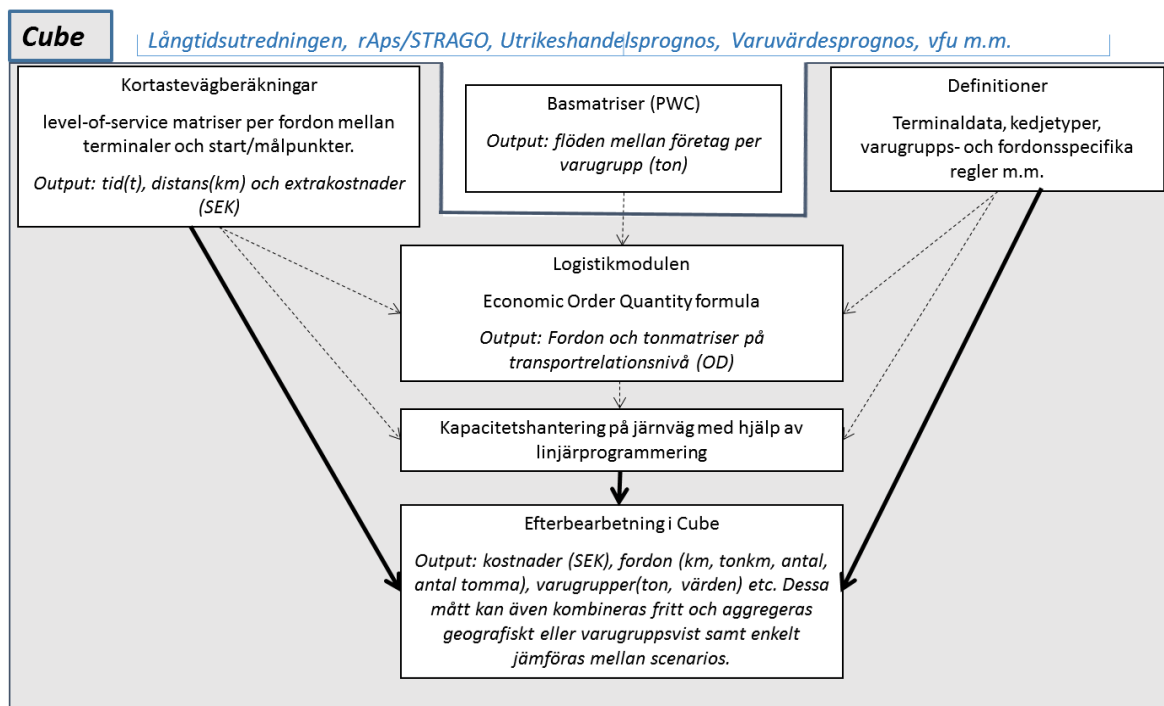 Cube
Långtidsutredningen, rAps/STRAGO, Utrikeshandelsprognos, Varuvärdesprognos, vfu m.m.
Kortastevägberäkningar
level-of-service matriser per fordon mellan
terminaler och start/målpunkter.
Output: tid(t), distans(km) och extrakostnader
(SEK)
Basmatriser (PWC)
Output: flöden mellan företag per
varugrupp (ton)
Definitioner
Terminaldata, kedjetyper,
varugrupps- och fordonsspecifika
regler m.m.
Logistikmodulen
Economic Order Quantity formula
Output: Fordon och tonmatriser på
transportrelationsnivå (OD)
Kapacitetshantering på järnväg med hjälp av
linjärprogrammering
Efterbearbetning i Cube
Output: kostnader (SEK), fordon (km, tonkm, antal,
antal tomma), varugrupper(ton, värden) etc. Dessa
mått kan även kombineras fritt och aggregeras
geografiskt eller varugruppsvist samt enkelt
jämföras mellan scenarios.